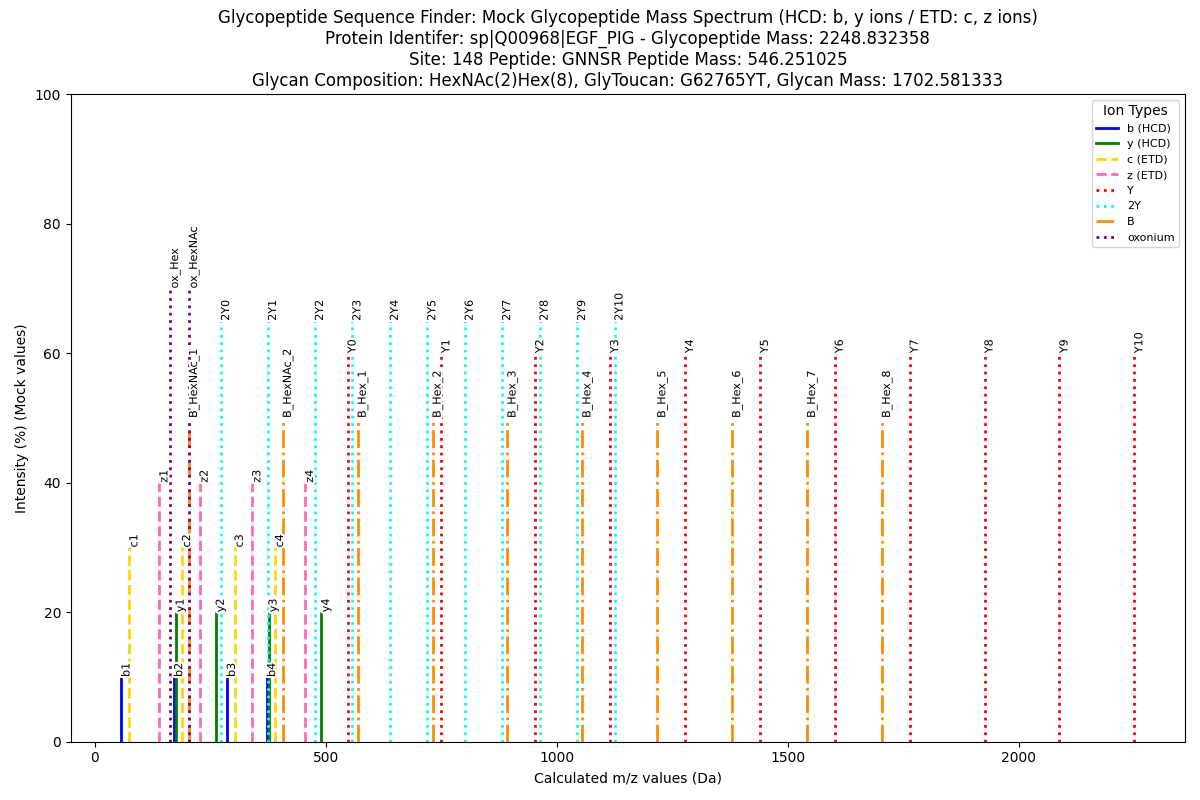 Glycopeptide Sequence Finder: Mock Glycopeptide Mass Spectrum (HCD: b, y ions / ETD: c, z ions)
Protein Identifer: sp|Q00968|EGF_PIG - Glycopeptide Mass: 2248.832358
Site: 148 Peptide: GNNSR Peptide Mass: 546.251025
Glycan Composition: HexNAc(2)Hex(8), GlyToucan: G62765YT, Glycan Mass: 1702.581333
Ion Types
b (HCD)
y (HCD)
c (ETD)
z (ETD)
Y
2Y
B
oxonium
Intensity (%) (Mock values)
100
80
60
40
20
0
ox_Hex
ox_HexNAc
2Y0
2Y1
2Y2
2Y3
2Y4
2Y5
2Y6
2Y7
2Y8
2Y9
2Y10
Y0
Y1
Y2
Y3
Y4
Y5
Y6
Y7
Y8
Y9
Y10
B_HexNAc_1
B_HexNAc_2
B_Hex_1
B_Hex_2
B_Hex_3
B_Hex_4
B_Hex_5
B_Hex_6
B_Hex_7
B_Hex_8
z1
z2
z3
z4
c1
c2
c3
c4
y1
y2
y3
y4
b1
b2
b3
b4
0
500
1000
1500
2000
Calculated m/z values (Da)